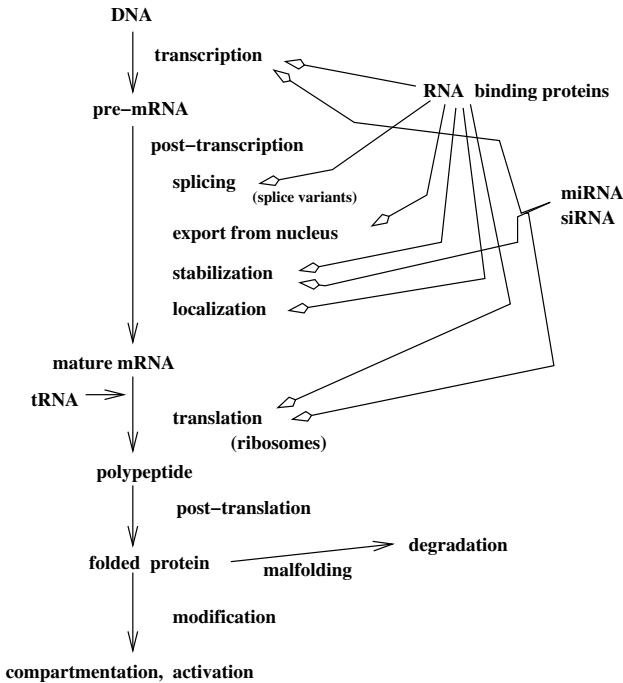 DNA
transcription
RNA binding proteins
pre−mRNA
post−transcription
splicing
(splice variants)
miRNA
siRNA
export from nucleus
stabilization
localization
mature mRNA
tRNA
translation
(ribosomes)
polypeptide
post−translation
degradation
folded protein
malfolding
modification
compartmentation, activation